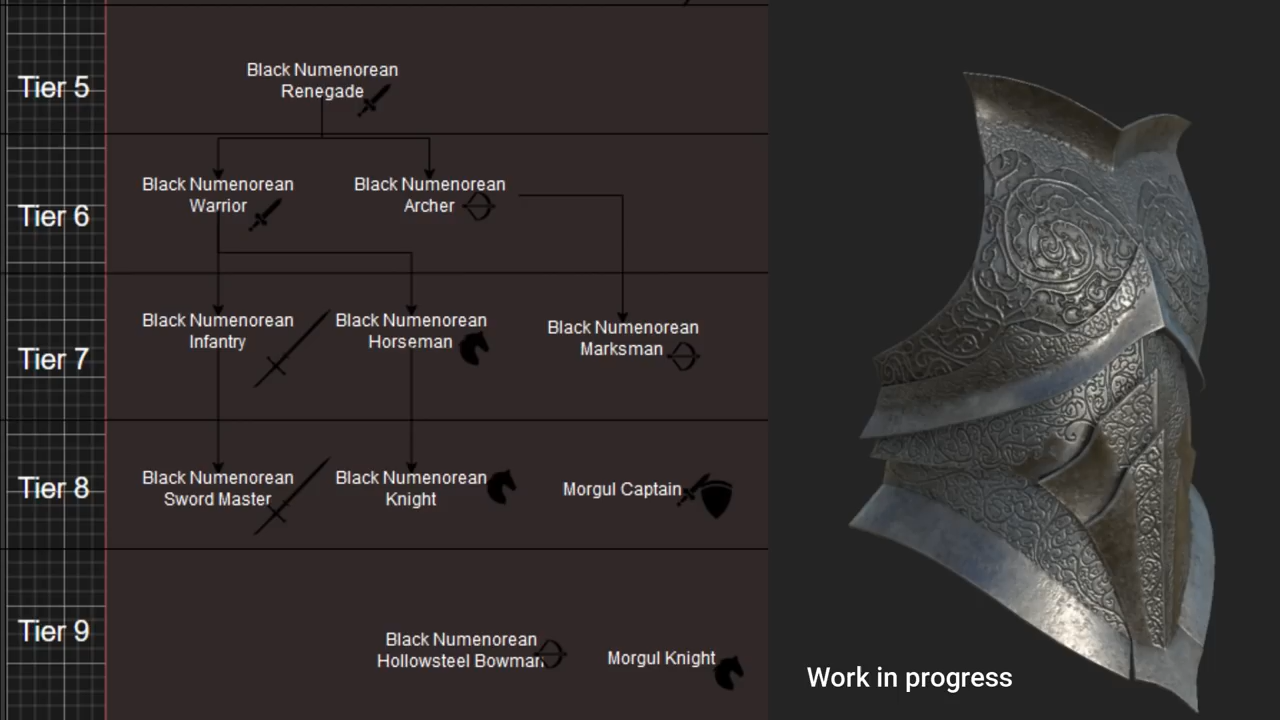 Tier 5
Black Numenorean
Renegade
Tier 6
Black Numenorean
Warrior
Black Numenorean
Archer
Tier 7
Black Numenorean
Infantry
Black Numenorean
Horseman
Black Numenorean
Marksman
Tier 8
Black Numenorean
Sword Master
Black Numenorean
Knight
Morgul Captain
Tier 9
Black Numenorean
Hollowsteel Bowman
Morgul Knight
Work in progress